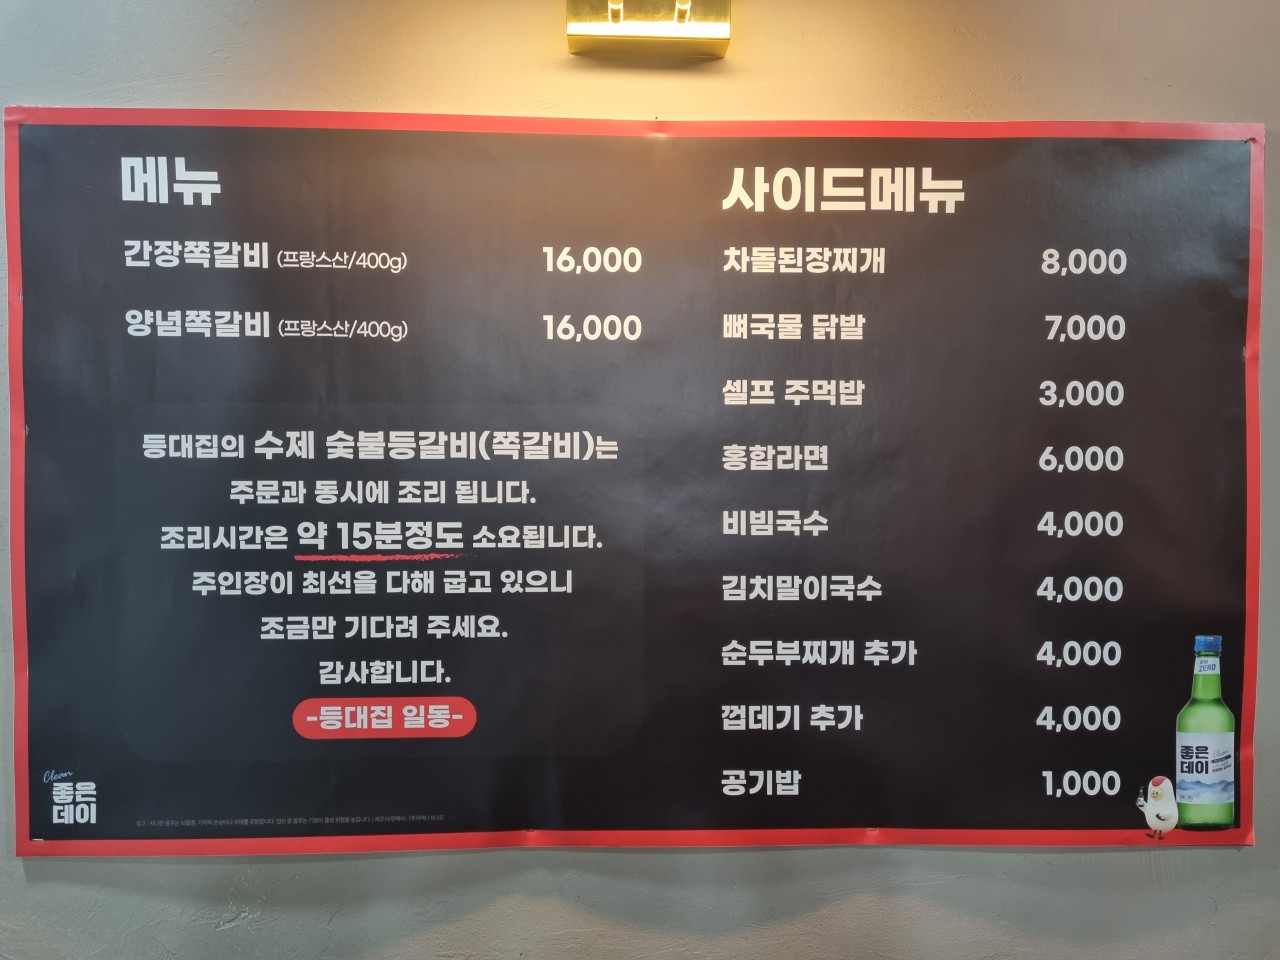 메뉴
간장쪽갈비 (프랑스산/400g) 16,000
양념쪽갈비 (프랑스산/400g) 16,000
등대집의 수제 숯불등갈비(쪽갈비)는
주문과 동시에 조리 됩니다.
조리시간은 약 15분정도 소요됩니다.
주인장이 최선을 다해 굽고 있으니
조금만 기다려 주세요.
감사합니다.
-등대집 일동-
사이드메뉴
차돌된장찌개 8,000
뼈국물 닭발 7,000
셀프 주먹밥 3,000
홍합라면 6,000
비빔국수 4,000
김치말이국수 4,000
순두부찌개 추가 4,000
껍데기 추가 4,000
공기밥 1,000
Clean
좋은
데이
ZERO
좋은
데이